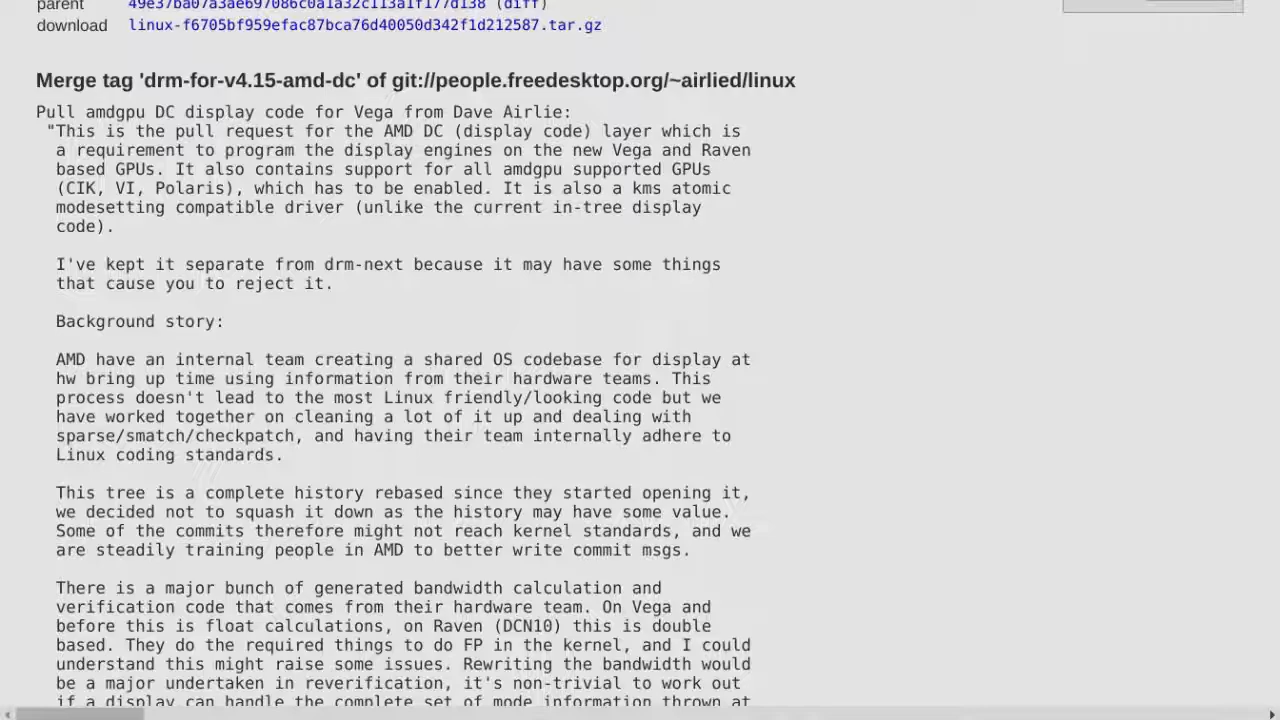 parent 49e37ba07a3ae697086c0a1a32c113a1f177d138 (diff)
download linux-f6705bf959efac87bca76d40050d342f1d212587.tar.gz
Merge tag 'drm-for-v4.15-amd-dc' of git://people.freedesktop.org/~airlied/linux
Pull amdgpu DC display code for Vega from Dave Airlie:
"This is the pull request for the AMD DC (display code) layer which is
a requirement to program the display engines on the new Vega and Raven
based GPUs. It also contains support for all amdgpu supported GPUs
(CIK, VI, Polaris), which has to be enabled. It is also a kms atomic
modesetting compatible driver (unlike the current in-tree display
code).
I've kept it separate from drm-next because it may have some things
that cause you to reject it.
Background story:
AMD have an internal team creating a shared OS codebase for display at
hw bring up time using information from their hardware teams. This
process doesn't lead to the most Linux friendly/looking code but we
have worked together on cleaning a lot of it up and dealing with
sparse/smatch/checkpatch, and having their team internally adhere to
Linux coding standards.
This tree is a complete history rebased since they started opening it,
we decided not to squash it down as the history may have some value.
Some of the commits therefore might not reach kernel standards, and we
are steadily training people in AMD to better write commit msgs.
There is a major bunch of generated bandwidth calculation and
verification code that comes from their hardware team. On Vega and
before this is float calculations, on Raven (DCN10) this is double
based. They do the required things to do FP in the kernel, and I could
understand this might raise some issues. Rewriting the bandwidth would
be a major undertaken in reverification, it's non-trivial to work out
if a display can handle the complete set of mode information thrown at